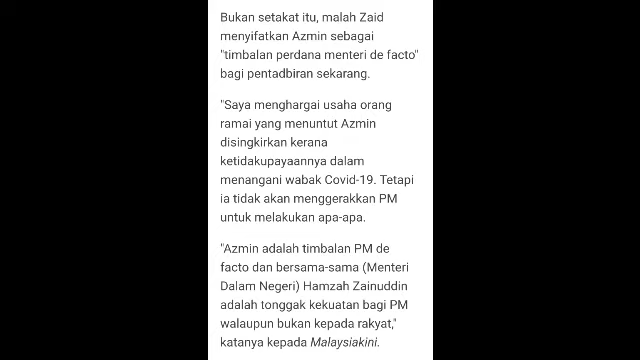 Bukan setakat itu, malah Zaid
menyifatkan Azmin sebagai
"timbalan perdana menteri de facto"
bagi pentadbiran sekarang.
"Saya menghargai usaha orang
ramai yang menuntut Azmin
disingkirkan kerana
ketidakupayaannya dalam
menangani wabak Covid-19. Tetapi
ia tidak akan menggerakkan PM
untuk melakukan apa-apa.
"Azmin adalah timbalan PM de
facto dan bersama-sama (Menteri
Dalam Negeri) Hamzah Zainuddin
adalah tonggak kekuatan bagi PM
walaupun bukan kepada rakyat,"
katanya kepada Malaysiakini.